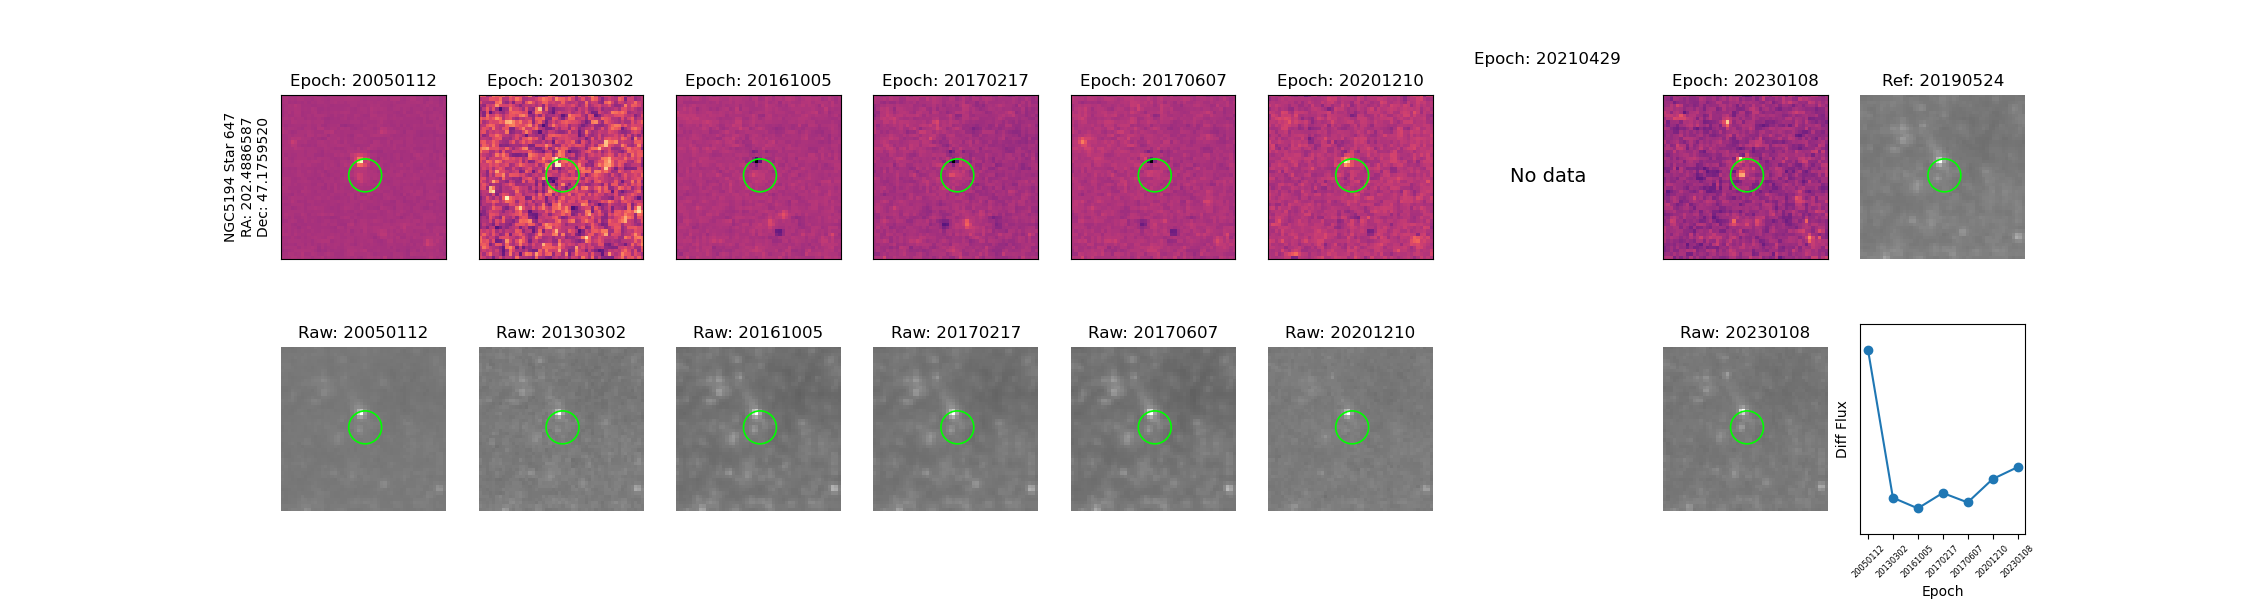 NGC5194 Star 647
RA: 202.4886587
Dec: 47.1759520
Epoch: 20050112
Epoch: 20130302
Epoch: 20161005
Epoch: 20170217
Epoch: 20170607
Epoch: 20201210
Epoch: 20210429
Epoch: 20230108
Ref: 20190524
No data
Raw: 20050112
Raw: 20130302
Raw: 20161005
Raw: 20170217
Raw: 20170607
Raw: 20201210
Raw: 20230108
Diff Flux
20050112
20130302
20161005
20170217
20170607
20201210
20230108
Epoch